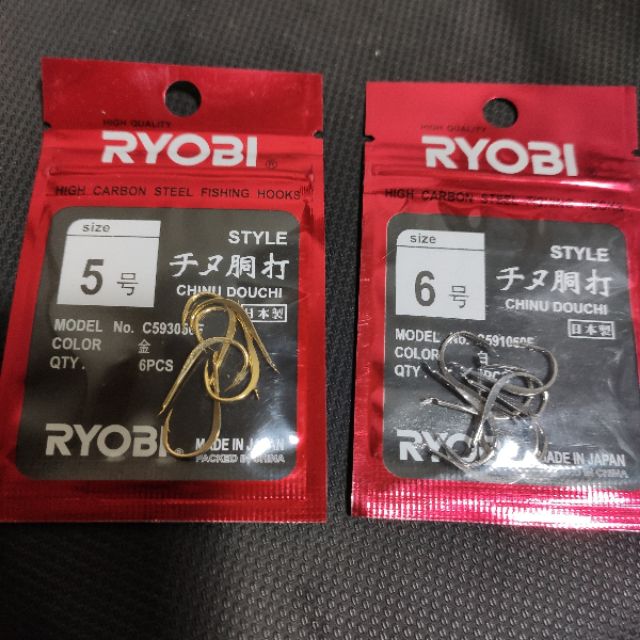 HIGH QUALITY
RYOBI®
HIGH CARBON STEEL FISHING HOOKS
size
5号
STYLE
チヌ胴打
CHINU DOUCHI
日本製
MODEL No.
COLOR 金
QTY. 6PCS
RYOBI
MADE IN JAPAN
PACKED IN CHINA
HIGH QUALITY
RYOBI
HIGH CARBON STEEL
size
6号
STYLE
チヌ胴打
CHINU DOUCHI
日本製
MODEL
COLOR
QTY
RYOBI
MADE IN JAPAN
CHINA